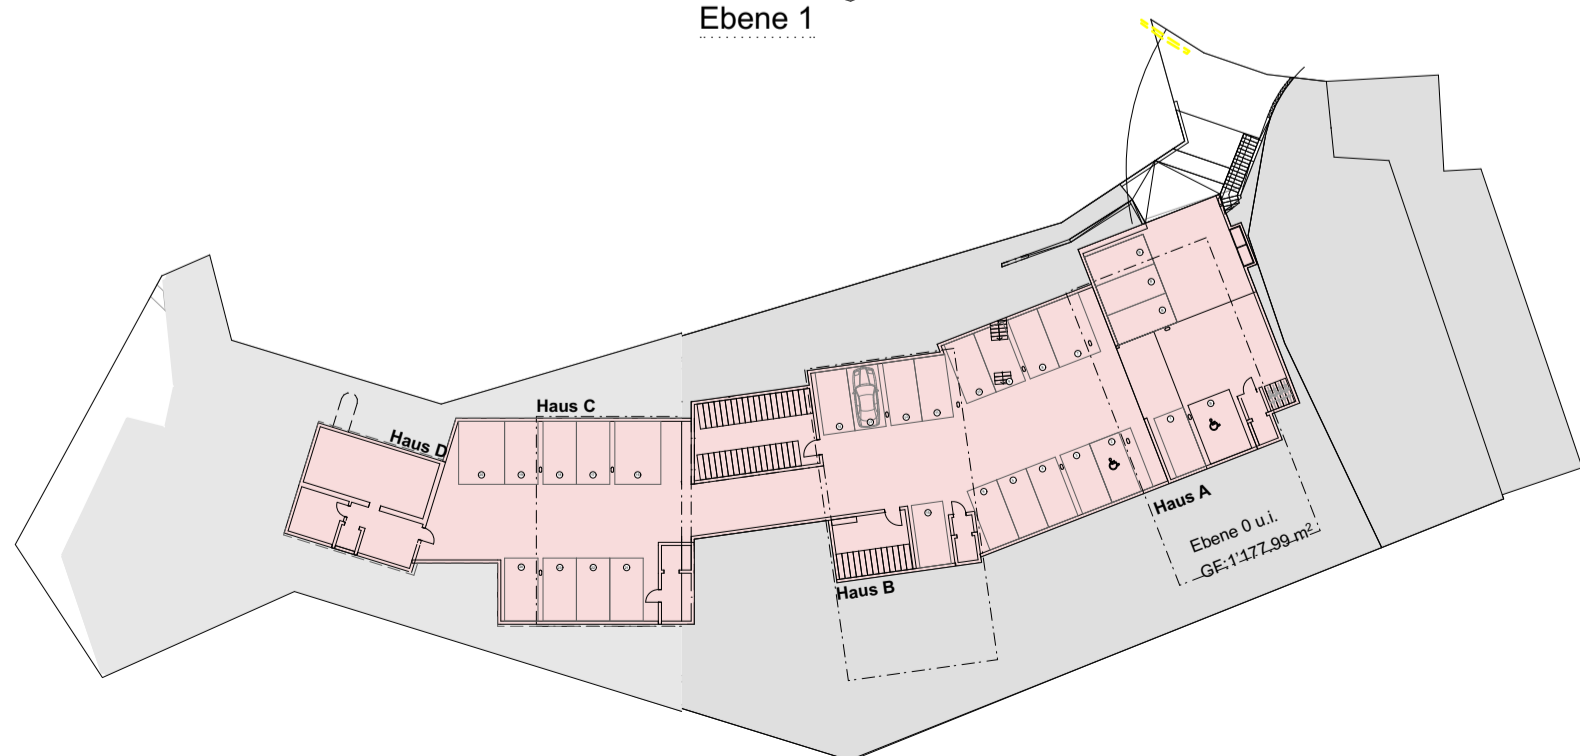 Ebene 1
Haus C
Haus D
Haus A
Ebene 0 u.i.
GF:1'177.99 m²
Haus B